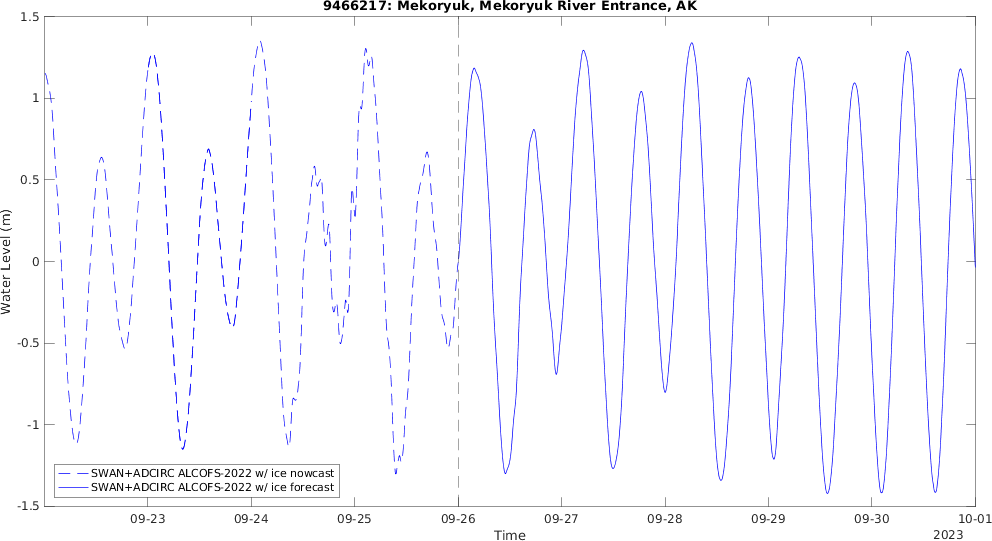 9466217: Mekoryuk, Mekoryuk River Entrance, AK
1.5
1
0.5
0
-0.5
-1
-1.5
Water Level (m)
SWAN+ADCIRC ALCOFS-2022 w/ ice nowcast
SWAN+ADCIRC ALCOFS-2022 w/ ice forecast
09-23 09-24 09-25 09-26 09-27 09-28 09-29 09-30 10-01
Time
2023